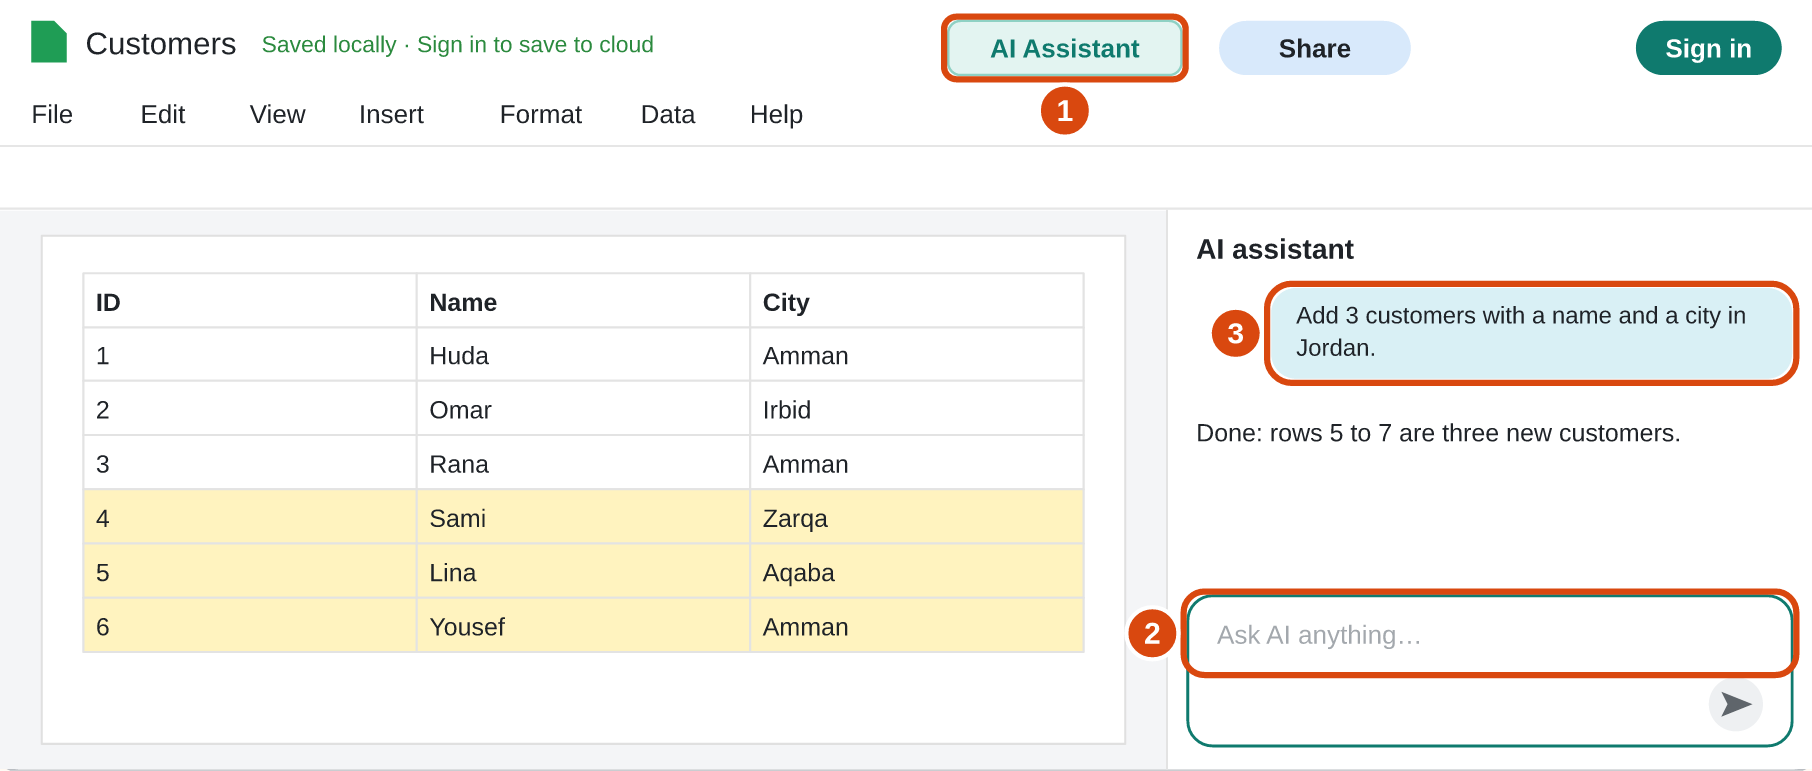 Customers
Saved locally · Sign in to save to cloud
AI Assistant
Share
Sign in
File Edit View Insert Format Data Help
1
AI assistant
3
Add 3 customers with a name and a city in
Jordan.
Done: rows 5 to 7 are three new customers.
ID Name City
1 Huda Amman
2 Omar Irbid
3 Rana Amman
4 Sami Zarqa
5 Lina Aqaba
6 Yousef Amman
2
Ask AI anything…